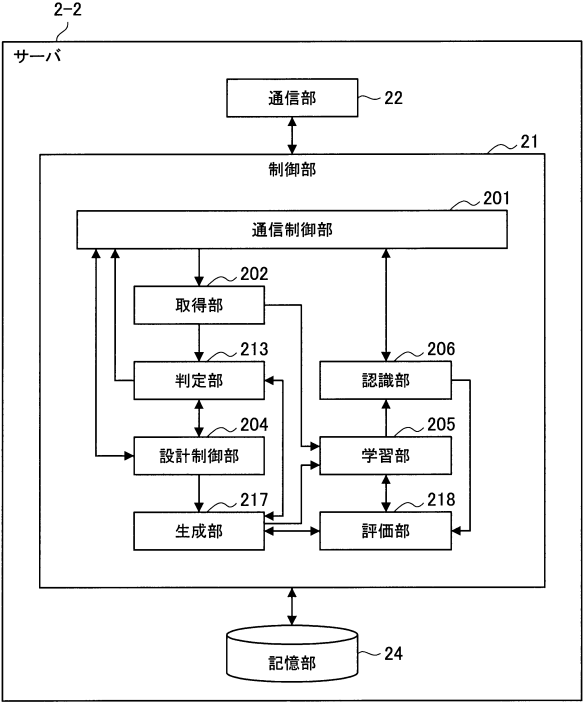 2-2
サーバ
通信部
22
21
制御部
201
通信制御部
202
取得部
213
判定部
206
認識部
204
設計制御部
205
学習部
217
生成部
218
評価部
記憶部
24